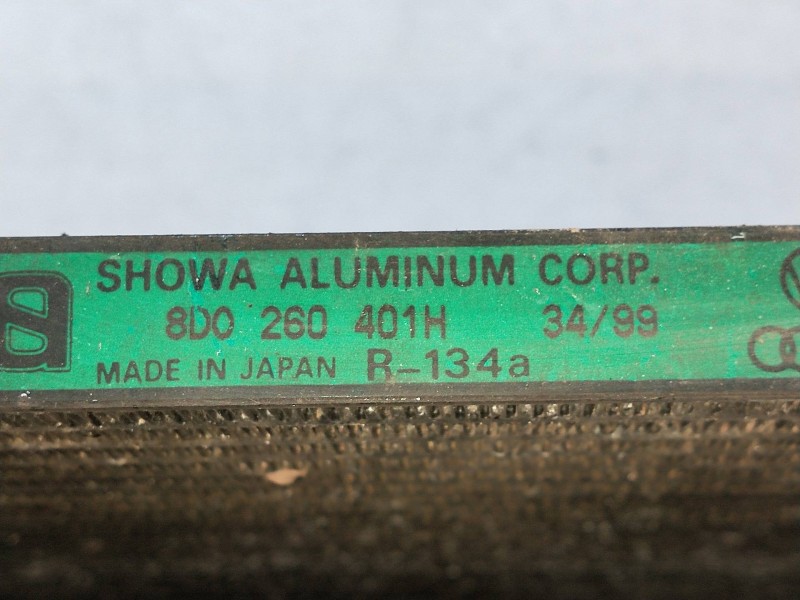 SHOWA ALUMINUM CORP.
8D0 260 401H 34/99
MADE IN JAPAN R-134a